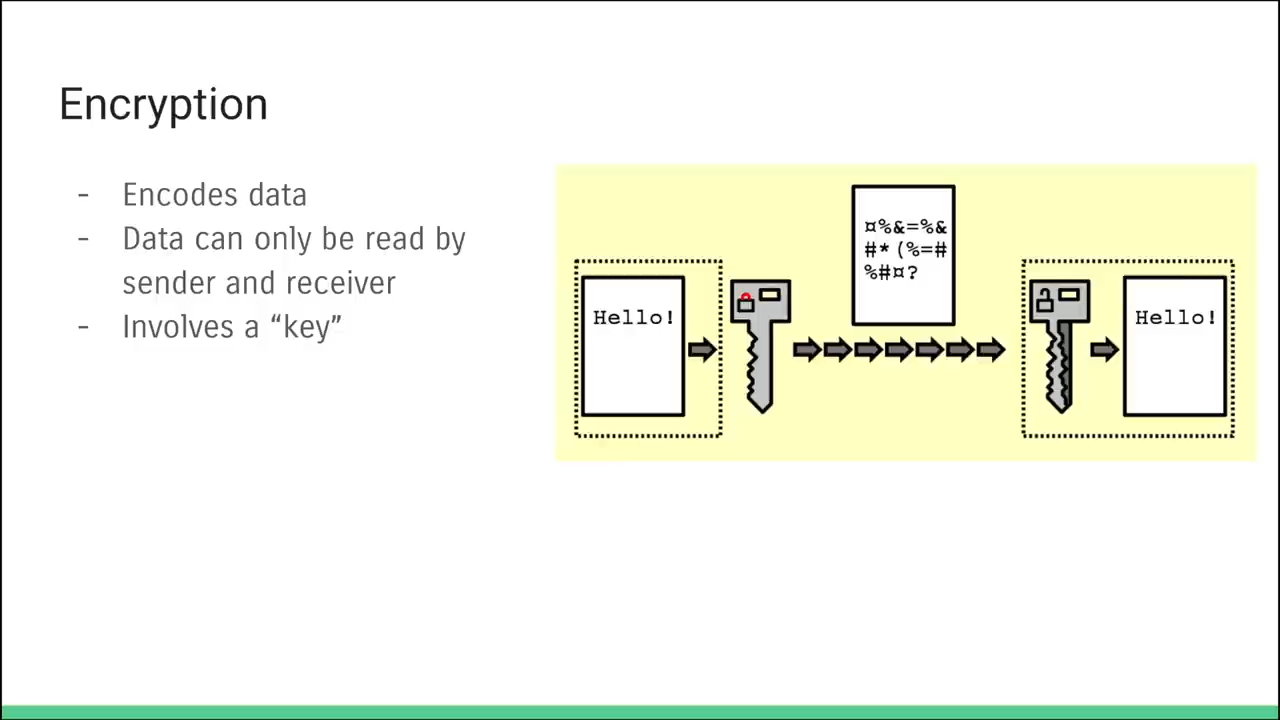 Encryption
- Encodes data
- Data can only be read by
sender and receiver
- Involves a “key”
Hello!
¤%&=%&
#*(%=#
%#¤?
Hello!